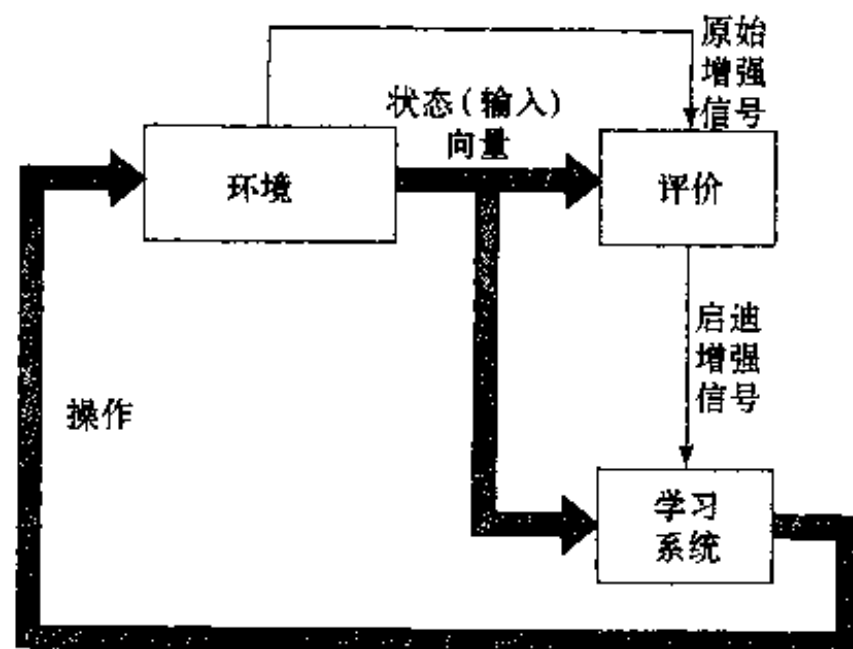 原始
增强
信号
状态(输入)
向量
环境
评价
启迪
增强
信号
操作
学习
系统